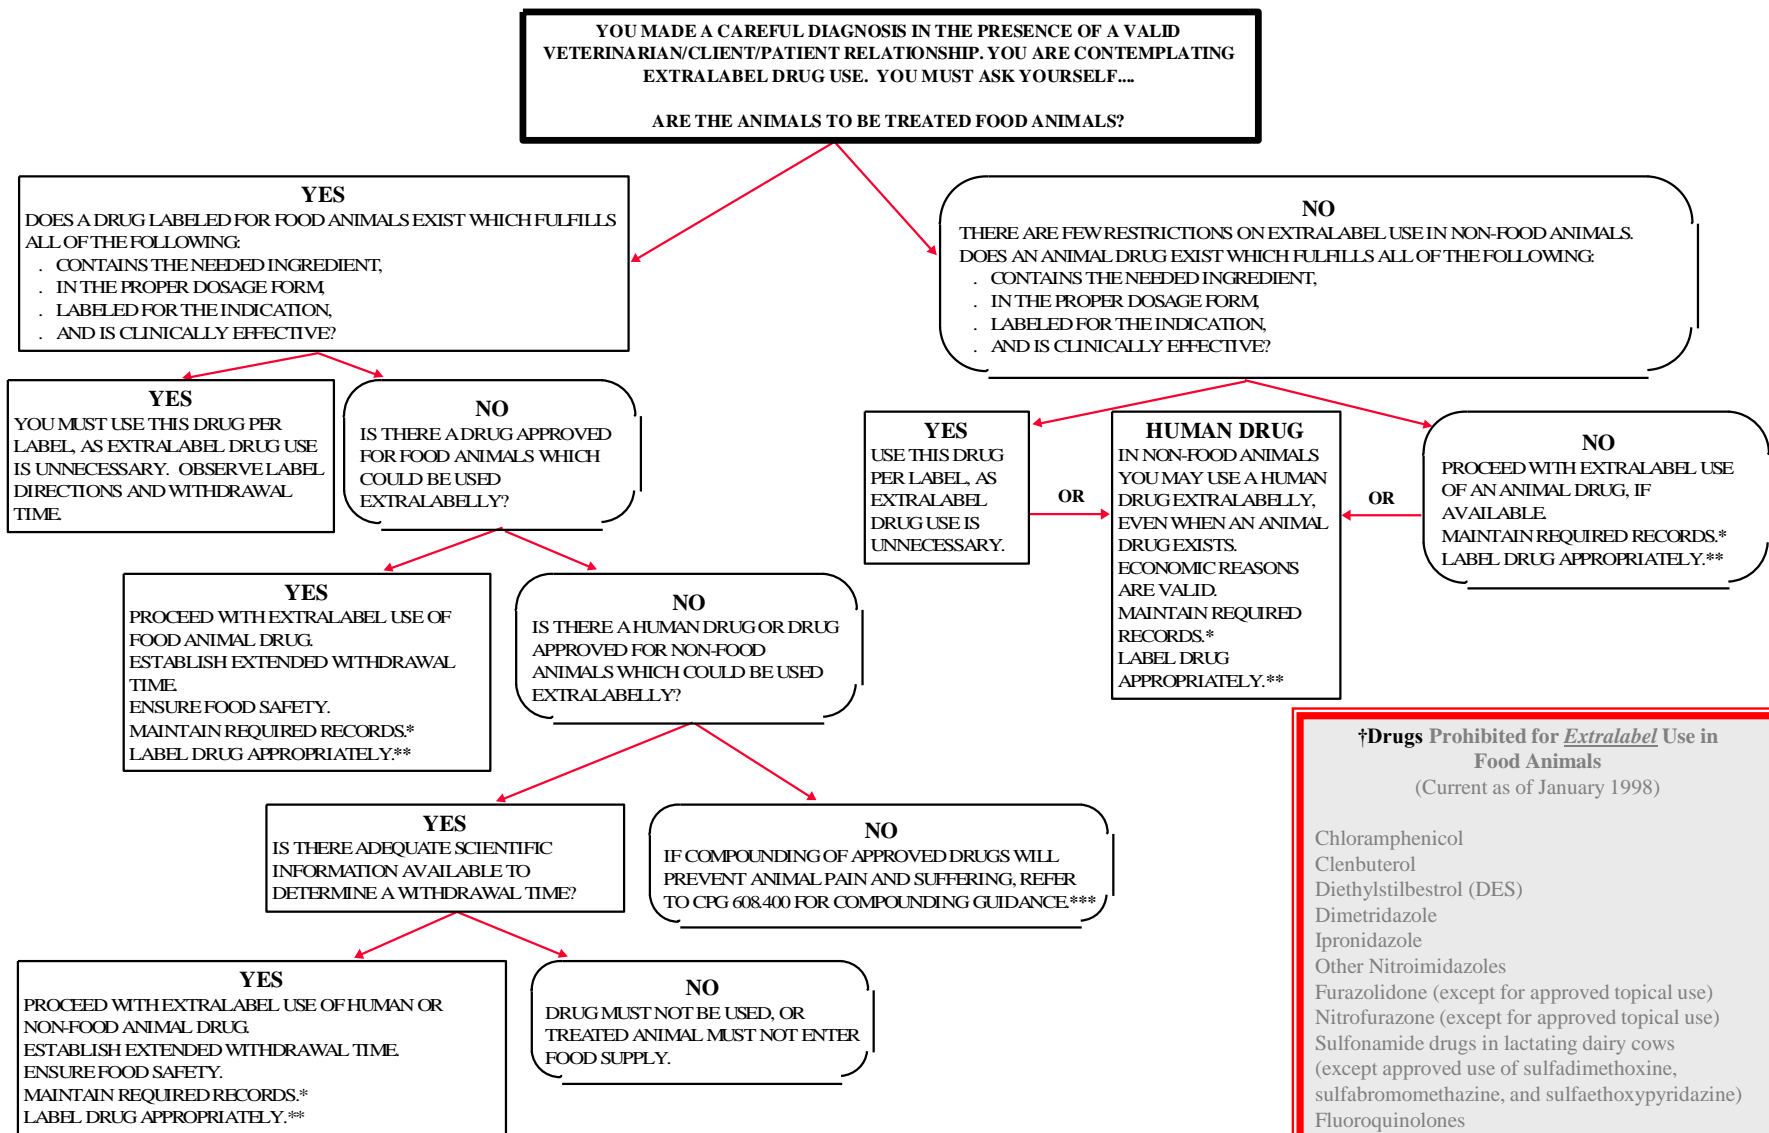 YOU MADE A CAREFUL DIAGNOSIS IN THE PRESENCE OF A VALID
VETERINARIAN/CLIENT/PATIENT RELATIONSHIP. YOU ARE CONTEMPLATING
EXTRALABEL DRUG USE. YOU MUST ASK YOURSELF....
ARE THE ANIMALS TO BE TREATED FOOD ANIMALS?
YES
DOES A DRUG LABELED FOR FOOD ANIMALS EXIST WHICH FULFILLS
ALL OF THE FOLLOWING:
. CONTAINS THE NEEDED INGREDIENT,
. IN THE PROPER DOSAGE FORM,
. LABELED FOR THE INDICATION,
. AND IS CLINICALLY EFFECTIVE?
NO
THERE ARE FEW RESTRICTIONS ON EXTRALABEL USE IN NON-FOOD ANIMALS.
DOES AN ANIMAL DRUG EXIST WHICH FULFILLS ALL OF THE FOLLOWING:
. CONTAINS THE NEEDED INGREDIENT,
. IN THE PROPER DOSAGE FORM,
. LABELED FOR THE INDICATION,
. AND IS CLINICALLY EFFECTIVE?
YES
YOU MUST USE THIS DRUG PER
LABEL, AS EXTRALABEL DRUG USE
IS UNNECESSARY. OBSERVE LABEL
DIRECTIONS AND WITHDRAWAL
TIME.
NO
IS THERE A DRUG APPROVED
FOR FOOD ANIMALS WHICH
COULD BE USED
EXTRALABELLY?
YES
USE THIS DRUG
PER LABEL, AS
EXTRALABEL
DRUG USE IS
UNNECESSARY.
OR
HUMAN DRUG
IN NON-FOOD ANIMALS
YOU MAY USE A HUMAN
DRUG EXTRALABELLY,
EVEN WHEN AN ANIMAL
DRUG EXISTS.
ECONOMIC REASONS
ARE VALID.
MAINTAIN REQUIRED
RECORDS.*
LABEL DRUG
APPROPRIATELY.**
OR
NO
PROCEED WITH EXTRALABEL USE
OF AN ANIMAL DRUG, IF
AVAILABLE.
MAINTAIN REQUIRED RECORDS.*
LABEL DRUG APPROPRIATELY.**
YES
PROCEED WITH EXTRALABEL USE OF
FOOD ANIMAL DRUG.
ESTABLISH EXTENDED WITHDRAWAL
TIME.
ENSURE FOOD SAFETY.
MAINTAIN REQUIRED RECORDS.*
LABEL DRUG APPROPRIATELY.**
NO
IS THERE A HUMAN DRUG OR DRUG
APPROVED FOR NON-FOOD
ANIMALS WHICH COULD BE USED
EXTRALABELLY?
YES
IS THERE ADEQUATE SCIENTIFIC
INFORMATION AVAILABLE TO
DETERMINE A WITHDRAWAL TIME?
NO
IF COMPOUNDING OF APPROVED DRUGS WILL
PREVENT ANIMAL PAIN AND SUFFERING, REFER
TO CPG 608.400 FOR COMPOUNDING GUIDANCE.***
YES
PROCEED WITH EXTRALABEL USE OF HUMAN OR
NON-FOOD ANIMAL DRUG.
ESTABLISH EXTENDED WITHDRAWAL TIME.
ENSURE FOOD SAFETY.
MAINTAIN REQUIRED RECORDS.*
LABEL DRUG APPROPRIATELY.**
NO
DRUG MUST NOT BE USED, OR
TREATED ANIMAL MUST NOT ENTER
FOOD SUPPLY.
†Drugs Prohibited for Extralabel Use in
Food Animals
(Current as of January 1998)
Chloramphenicol
Clenbuterol
Diethylstilbestrol (DES)
Dimetridazole
Ipronidazole
Other Nitroimidazoles
Furazolidone (except for approved topical use)
Nitrofurazone (except for approved topical use)
Sulfonamide drugs in lactating dairy cows
(except approved use of sulfadimethoxine,
sulfabromomethazine, and sulfaethoxypyridazine)
Fluoroquinolones